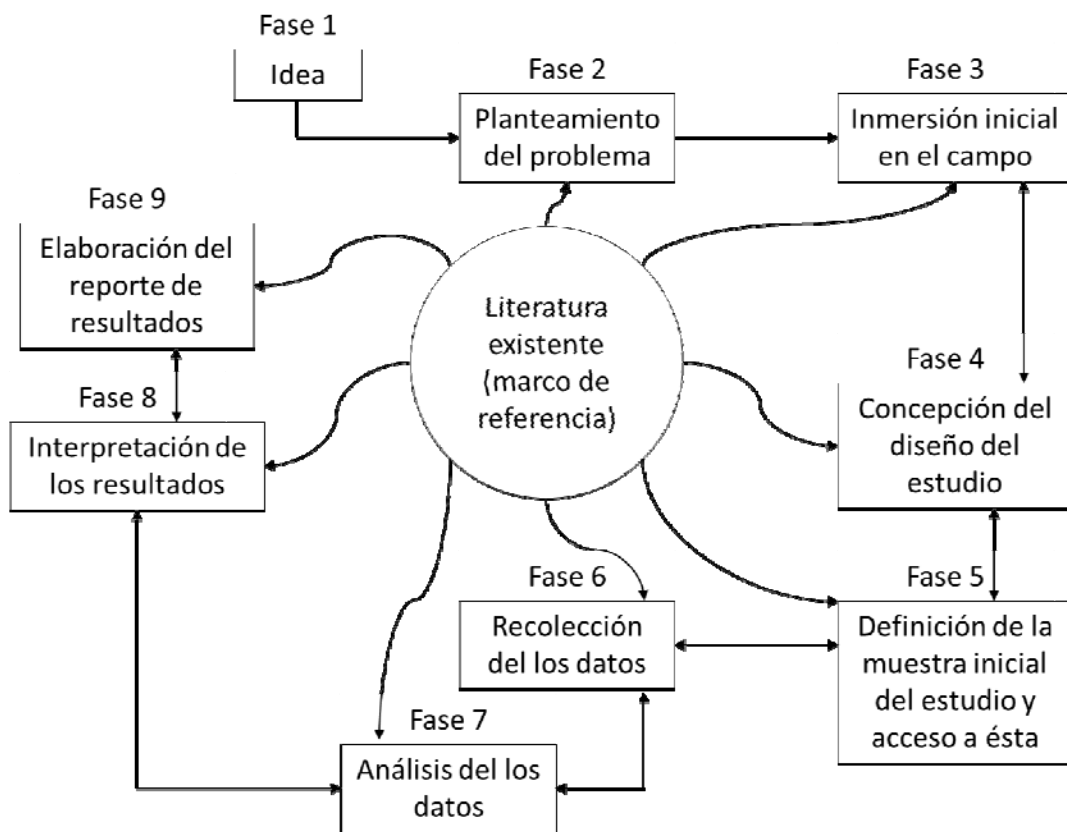 Fase 1
Idea
Fase 2
Planteamiento
del problema
Fase 3
Inmersión inicial
en el campo
Fase 9
Elaboración del
reporte de
resultados
Literatura
existente
(marco de
referencia)
Fase 4
Concepción del
diseño del
estudio
Fase 8
Interpretación de
los resultados
Fase 6
Recolección
del los datos
Fase 5
Definición de la
muestra inicial
del estudio y
acceso a ésta
Fase 7
Análisis del los
datos